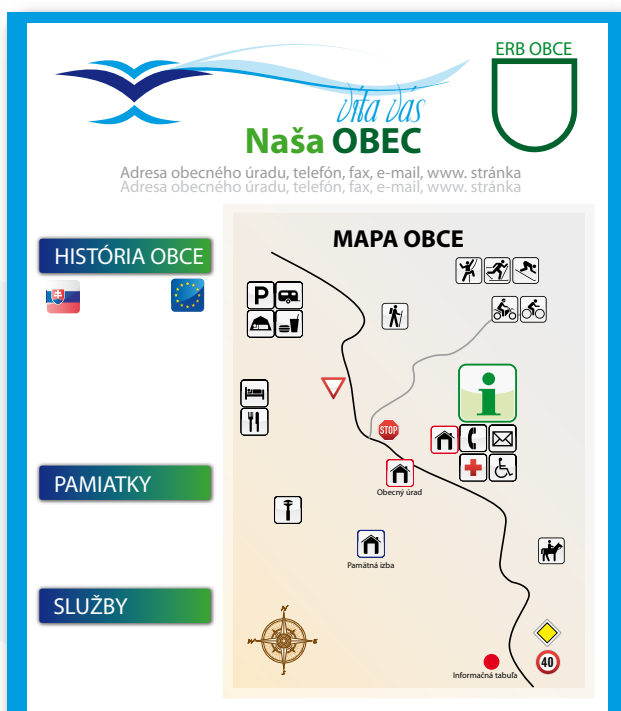 ERB OBCE
víta vás
Naša OBEC
Adresa obecného úradu, telefón, fax, e-mail, www. stránka
Adresa obecného úradu, telefón, fax, e-mail, www. stránka
HISTÓRIA OBCE
PAMIATKY
SLUŽBY
MAPA OBCE
P
i
STOP
Obecný úrad
Pamätná izba
N
W
E
S
40
Informačná tabuľa